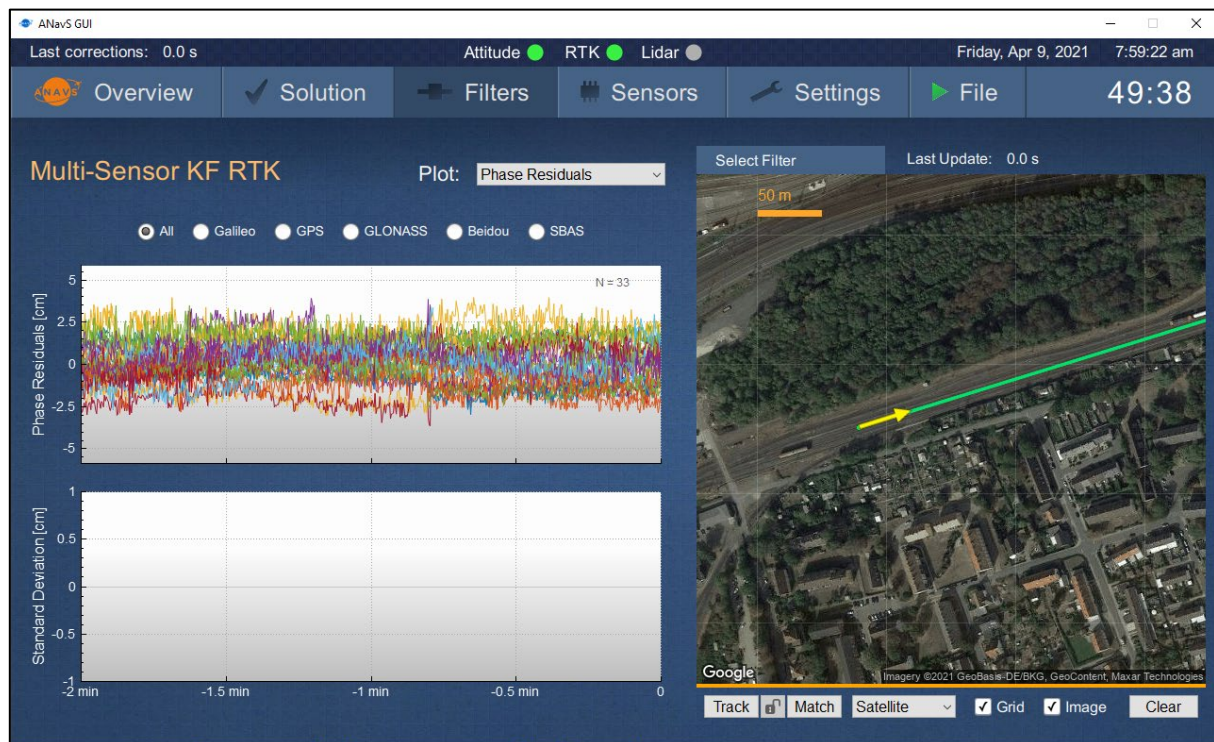 ANavS GUI
Last corrections: 0.0 s
Attitude RTK Lidar
Friday, Apr 9, 2021 7:59:22 am
ANAVS Overview Solution Filters Sensors Settings File 49:38
Multi-Sensor KF RTK
Plot: Phase Residuals
All Galileo GPS GLONASS Beidou SBAS
N = 33
Phase Residuals [cm]
5
2.5
0
-2.5
-5
Standard Deviation [cm]
1
0.5
0
-0.5
-1
-2 min -1.5 min -1 min -0.5 min 0
Select Filter Last Update: 0.0 s
50 m
Google
Imagery ©2021 GeoBasis-DE/BKG, GeoContent, Maxar Technologies
Track Match Satellite Grid Image Clear